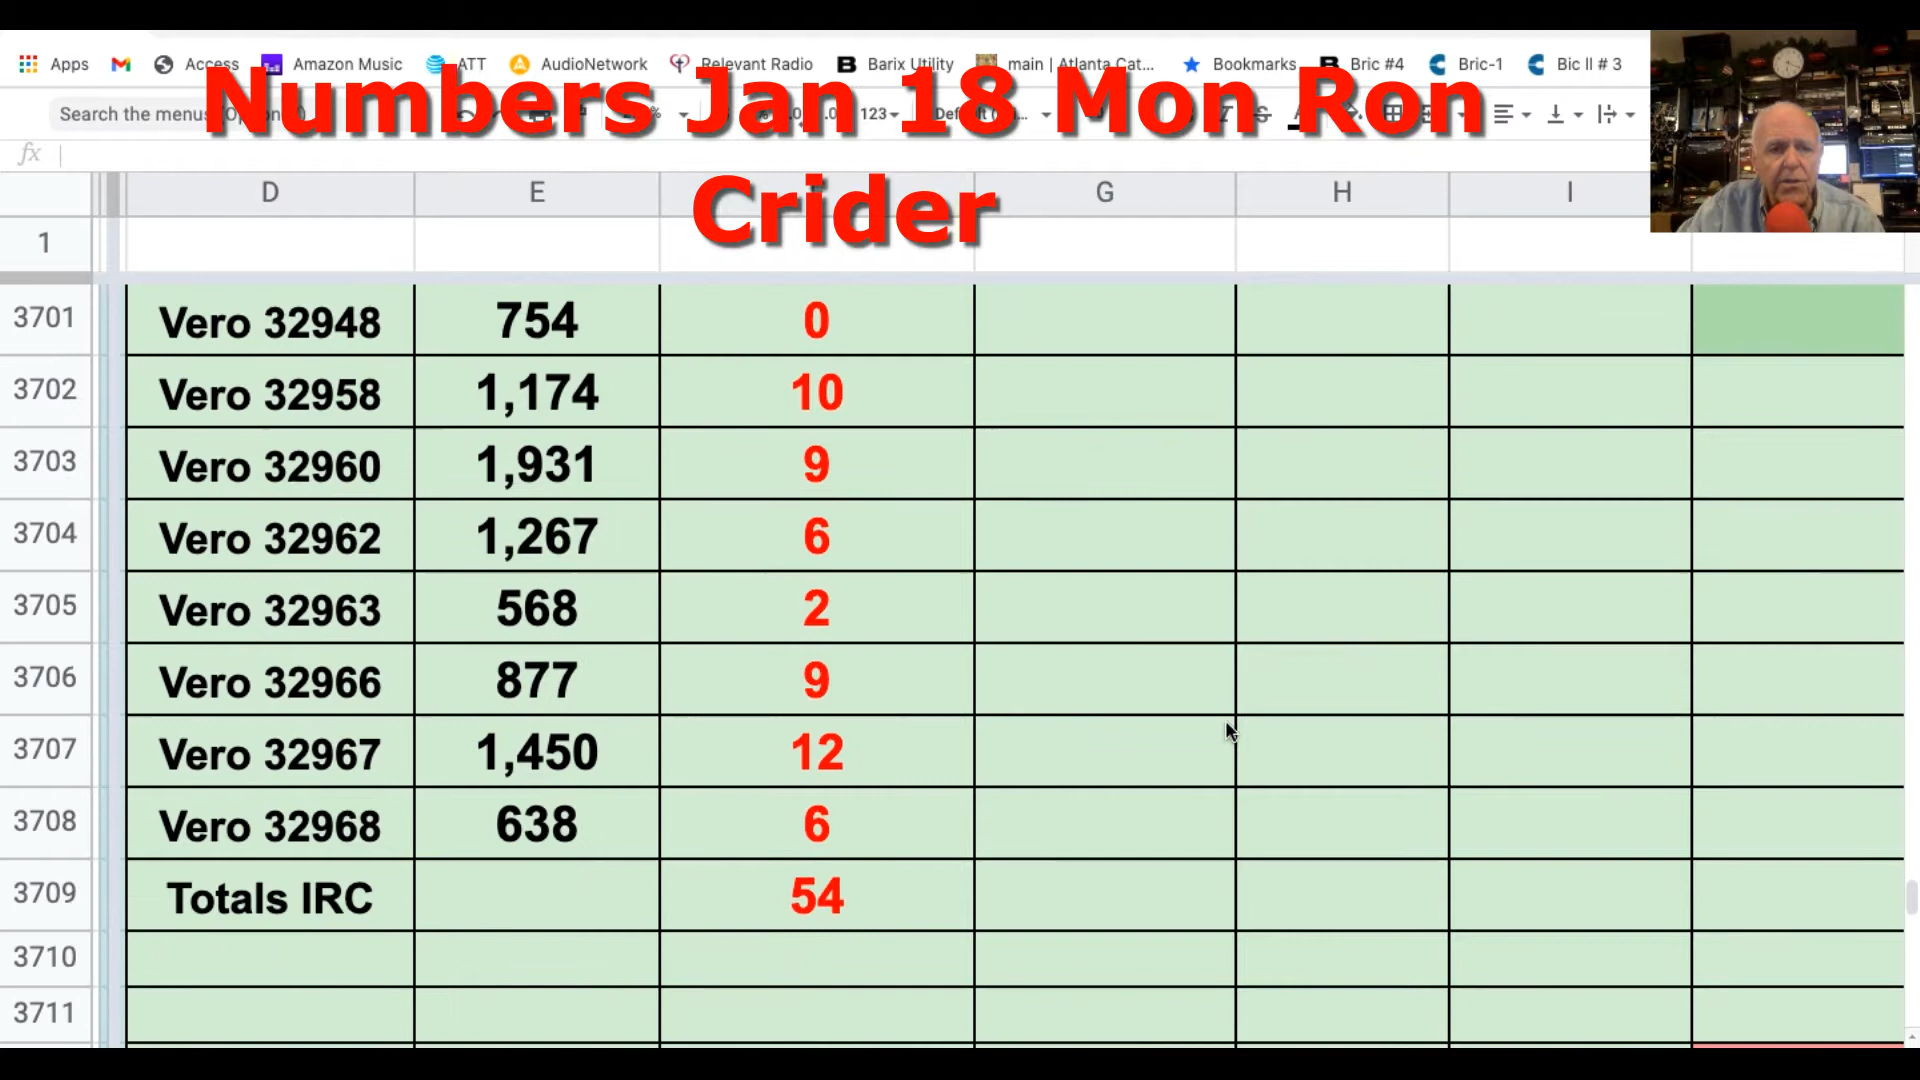 Apps Access Amazon Music ATT AudioNetwork Relevant Radio Barix Utility main | Atlanta Cat... Bookmarks Bric #4 Bric-1 Bic II # 3
Numbers Jan 18 Mon Ron
Crider
Search the menus 123
fx
D E G H I
1
3701 Vero 32948 754 0
3702 Vero 32958 1,174 10
3703 Vero 32960 1,931 9
3704 Vero 32962 1,267 6
3705 Vero 32963 568 2
3706 Vero 32966 877 9
3707 Vero 32967 1,450 12
3708 Vero 32968 638 6
3709 Totals IRC 54
3710
3711